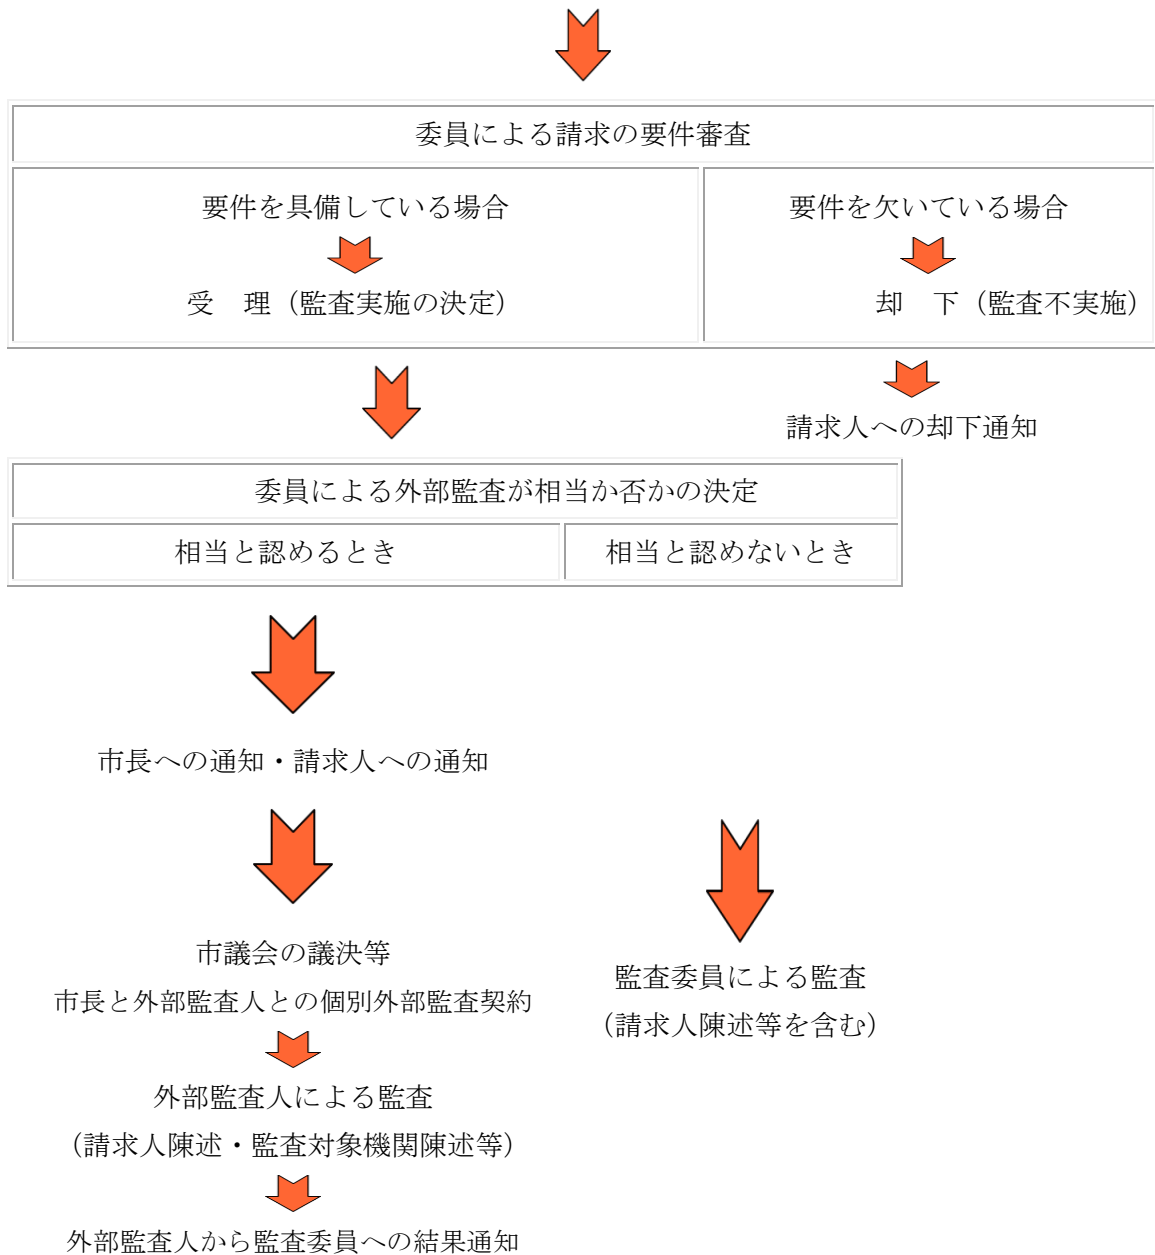 委員による請求の要件審査
要件を具備している場合
受　理（監査実施の決定）
要件を欠いている場合
却　下（監査不実施）
請求人への却下通知
委員による外部監査が相当か否かの決定
相当と認めるとき
相当と認めないとき
市長への通知・請求人への通知
市議会の議決等
市長と外部監査人との個別外部監査契約
外部監査人による監査
（請求人陳述・監査対象機関陳述等）
外部監査人から監査委員への結果通知
監査委員による監査
（請求人陳述等を含む）